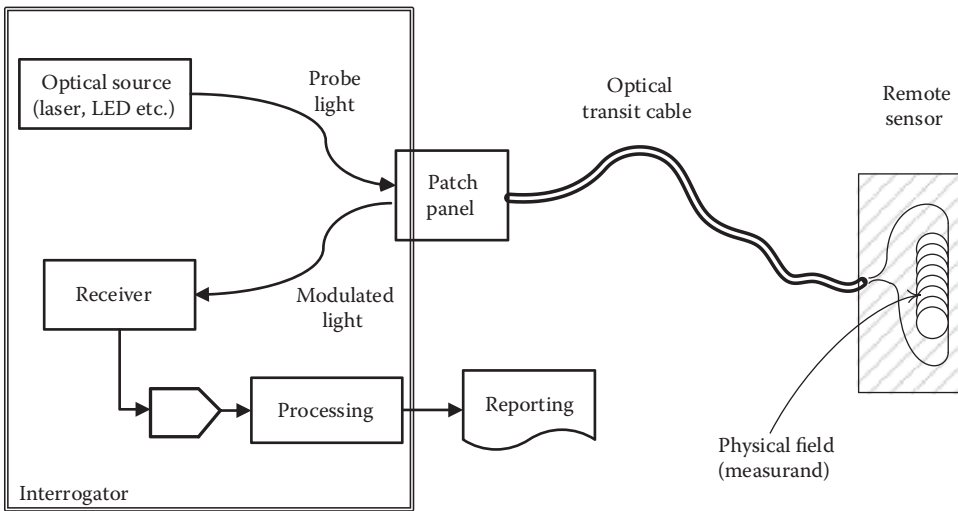 Optical source
(laser, LED etc.)
Probe
light
Optical
transit cable
Remote
sensor
Patch
panel
Receiver
Modulated
light
Processing
Reporting
Physical field
(measurand)
Interrogator